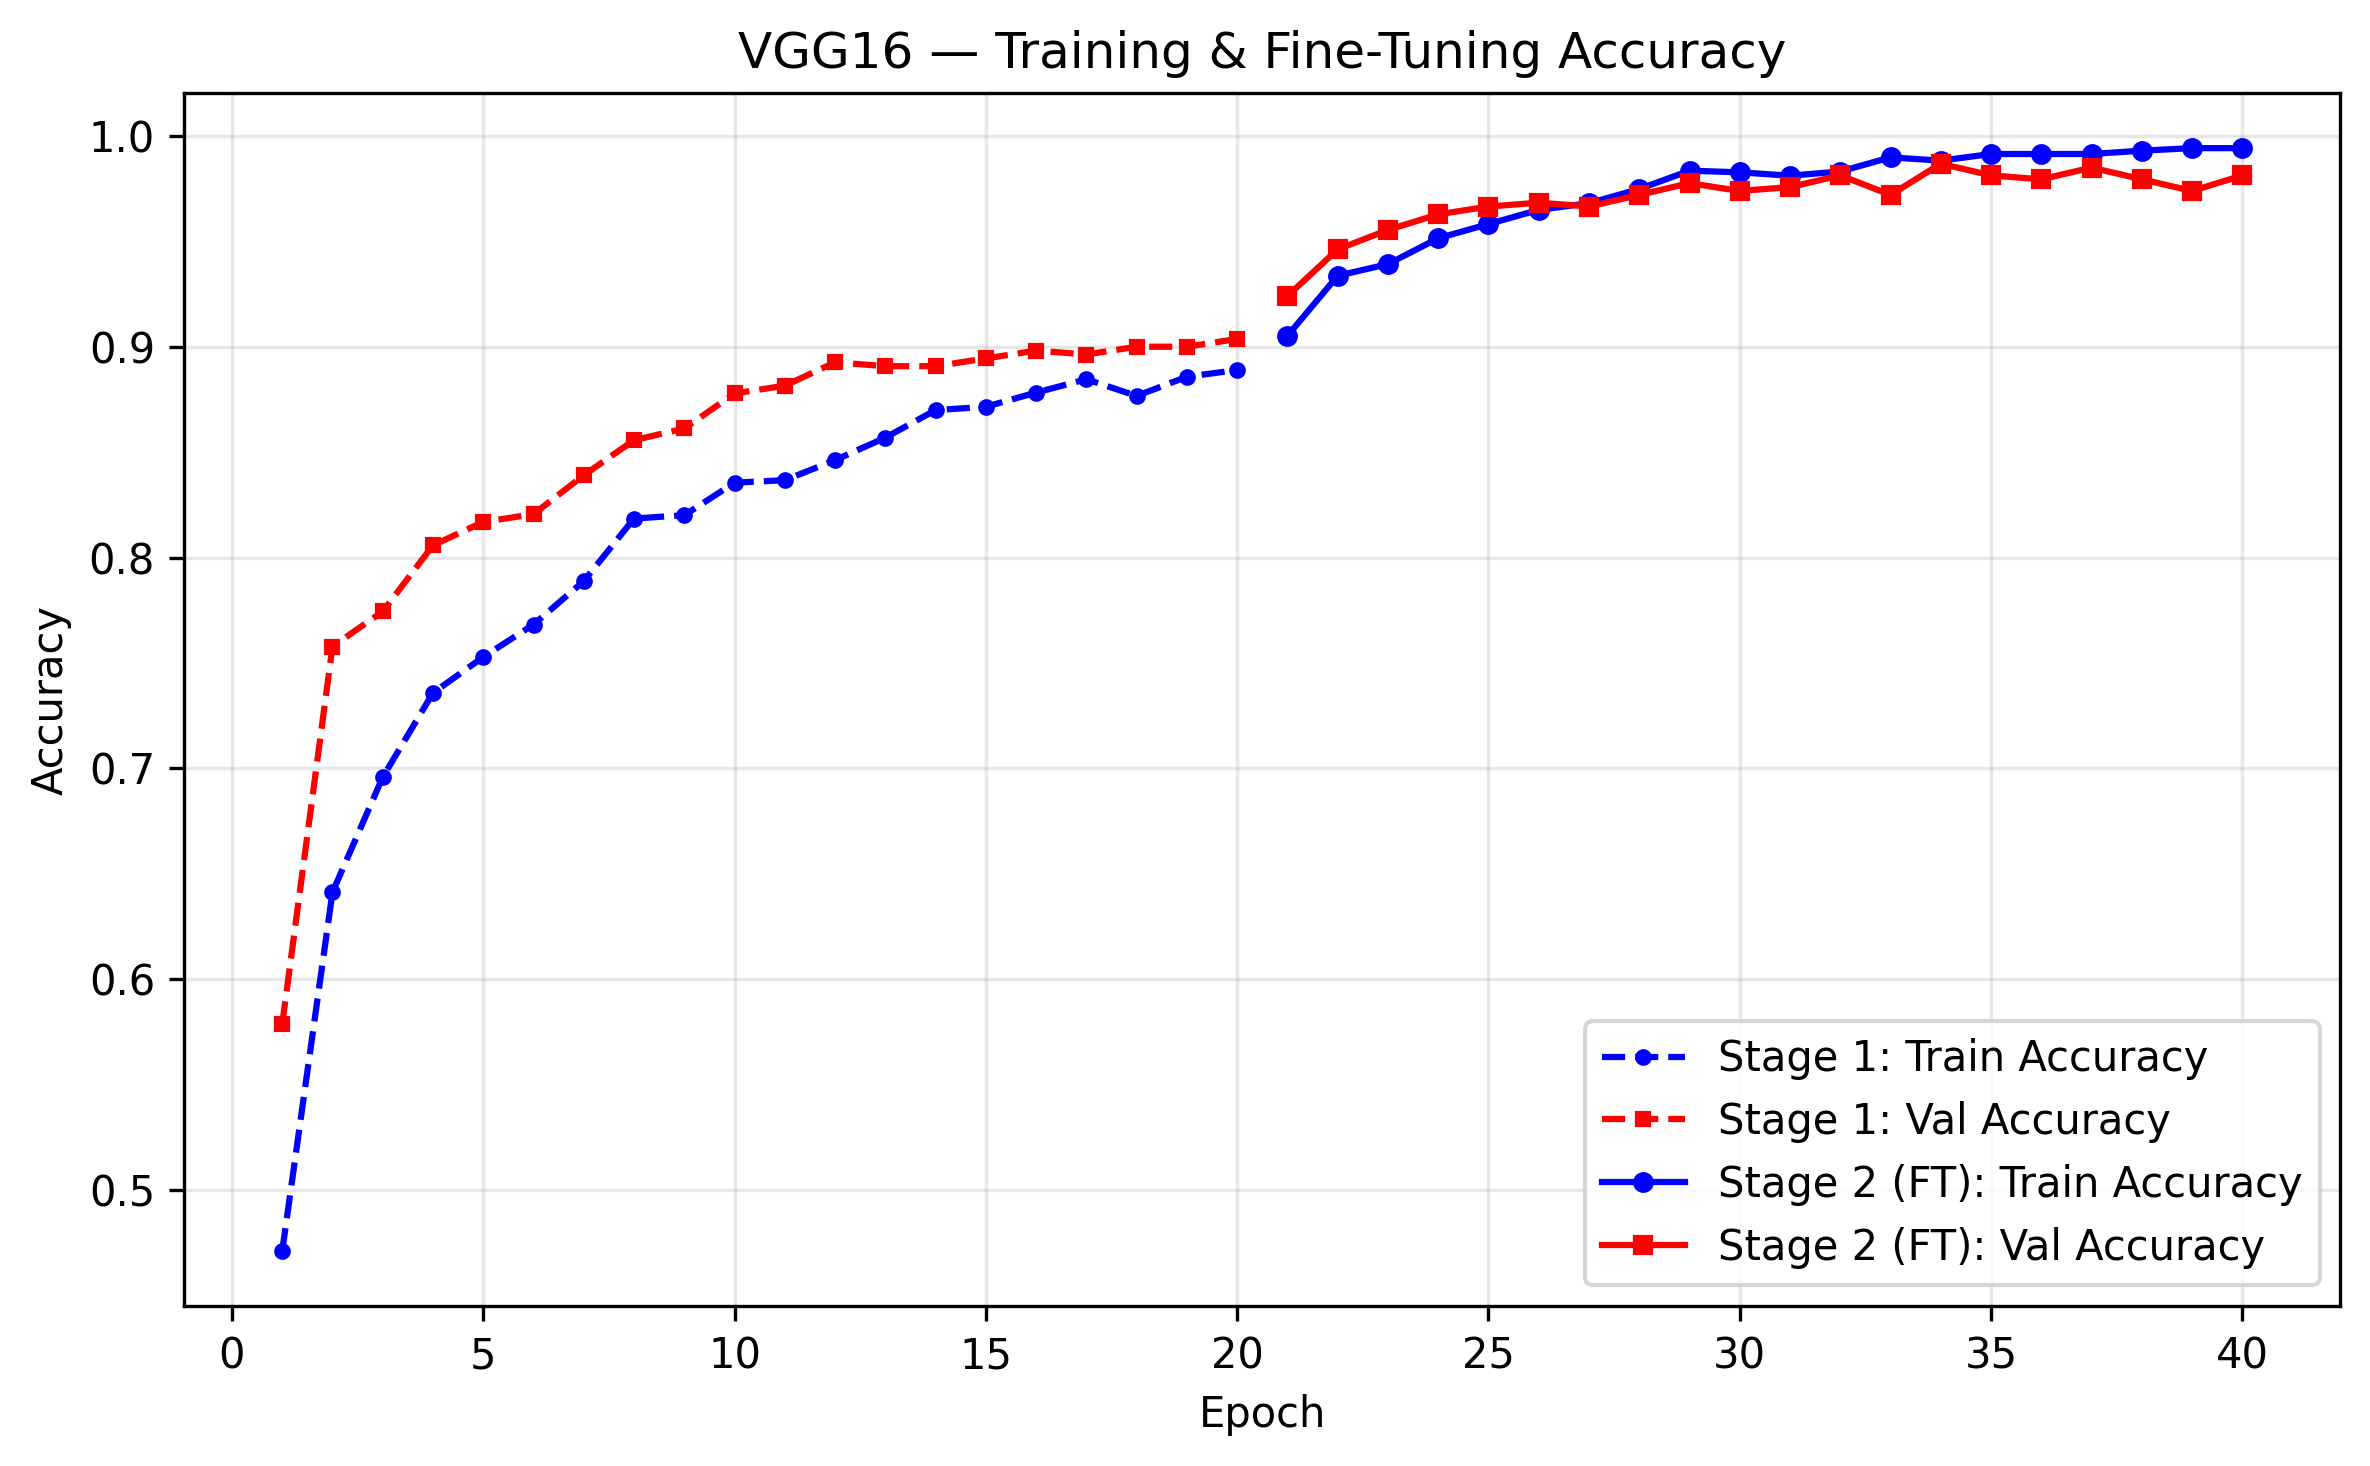 VGG16 — Training & Fine-Tuning Accuracy
1.0
0.9
0.8
0.7
0.6
0.5
Accuracy
Stage 1: Train Accuracy
Stage 1: Val Accuracy
Stage 2 (FT): Train Accuracy
Stage 2 (FT): Val Accuracy
0 5 10 15 20 25 30 35 40
Epoch